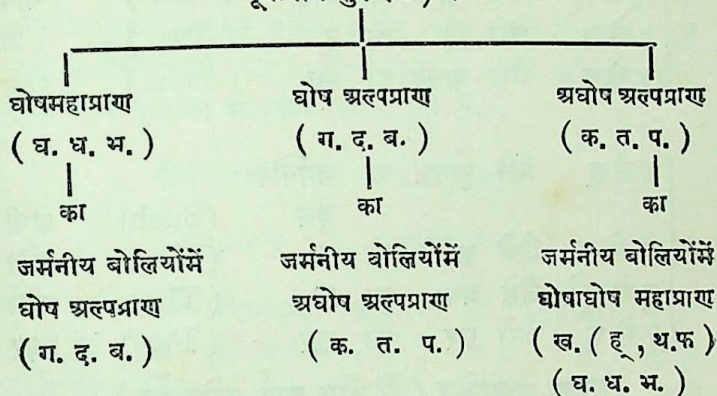 घोषमहाप्राण
( घ. ध. भ. )
का
जर्मनीय बोलियोंमें
घोष अल्पप्राण
( ग. द. ब. )
घोष अल्पप्राण
( ग. द. ब. )
का
जर्मनीय बोलियोंमें
अघोष अल्पप्राण
( क. त. प. )
अघोष अल्पप्राण
( क. त. प. )
का
जर्मनीय बोलियोंमें
घोषाघोष महाप्राण
( ख. ( ह् , थ.फ )
( घ. ध. भ. )